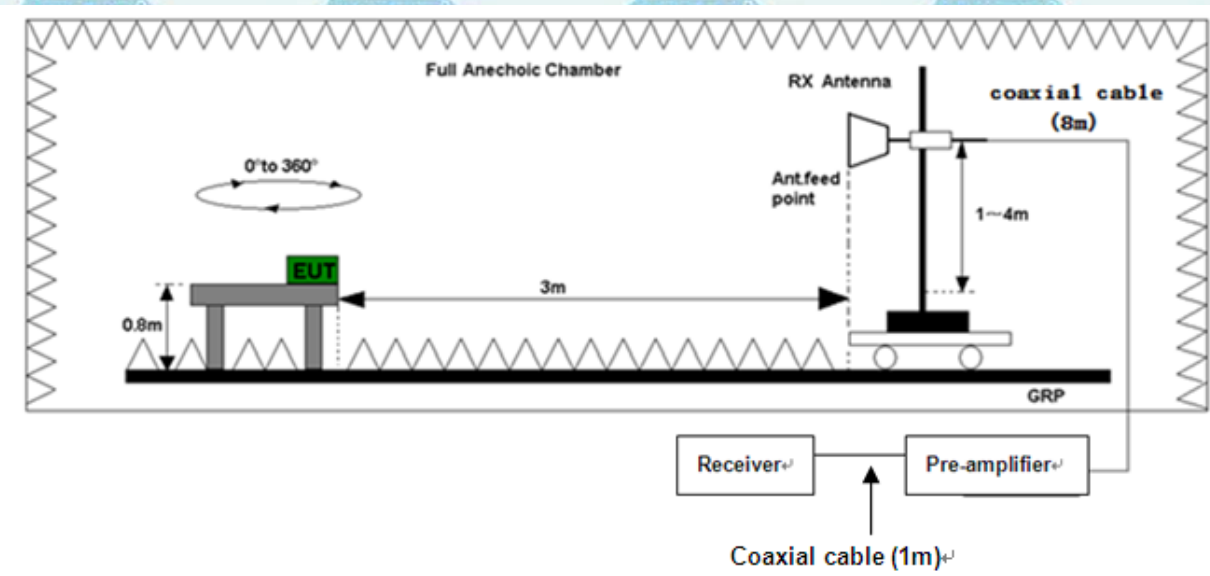 Full Anechoic Chamber
RX Antenna
coaxial cable
(8m)
0°to 360°
Ant.feed
point
1～4m
EUT
3m
0.8m
GRP
Receiver↵
Pre-amplifier↵
Coaxial cable (1m)↵